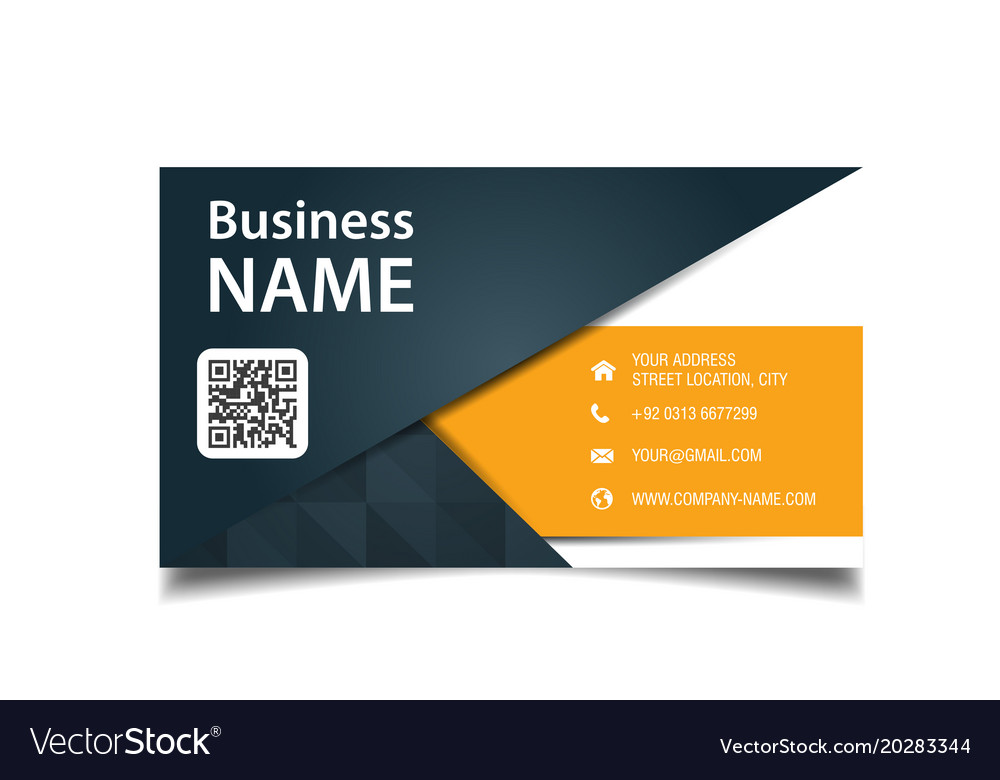 Business
NAME
YOUR ADDRESS
STREET LOCATION, CITY
+92 0313 6677299
YOUR@GMAIL.COM
WWW.COMPANY-NAME.COM
VectorStock®
VectorStock.com/20283344